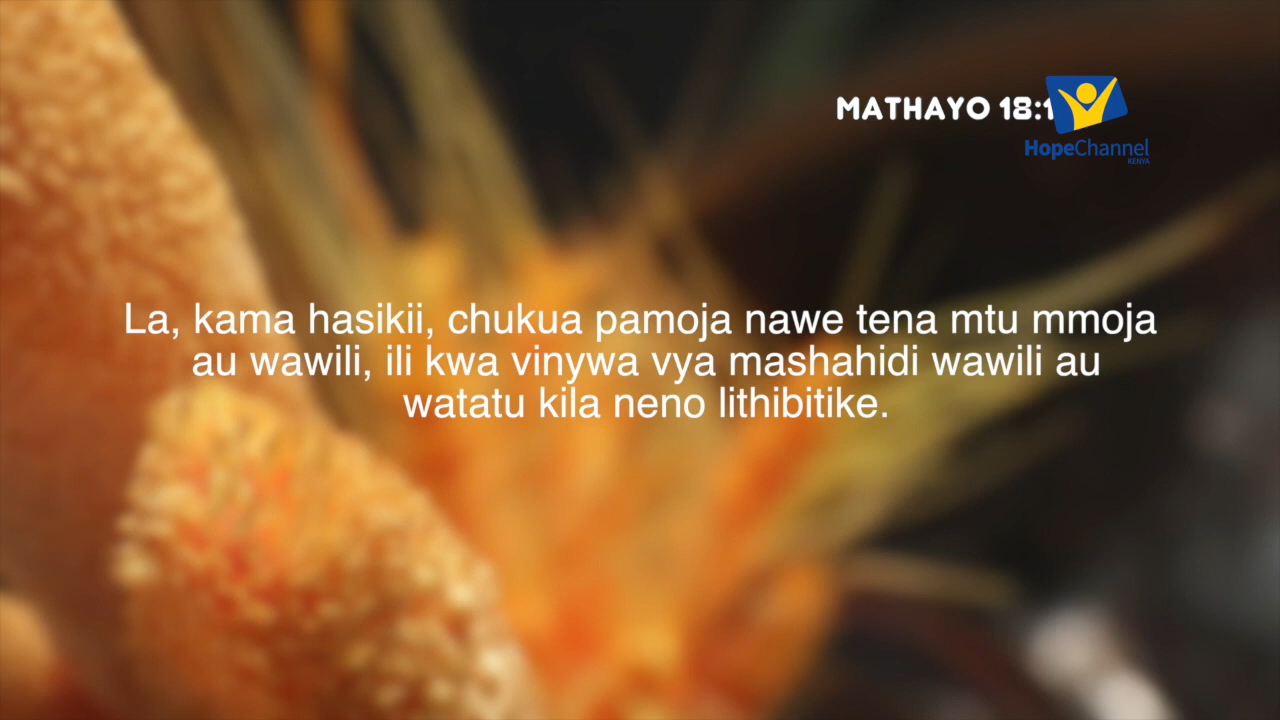 MATHAYO 18:1
HopeChannel
KENYA
La, kama hasikii, chukua pamoja nawe tena mtu mmoja
au wawili, ili kwa vinywa vya mashahidi wawili au
watatu kila neno lithibitike.